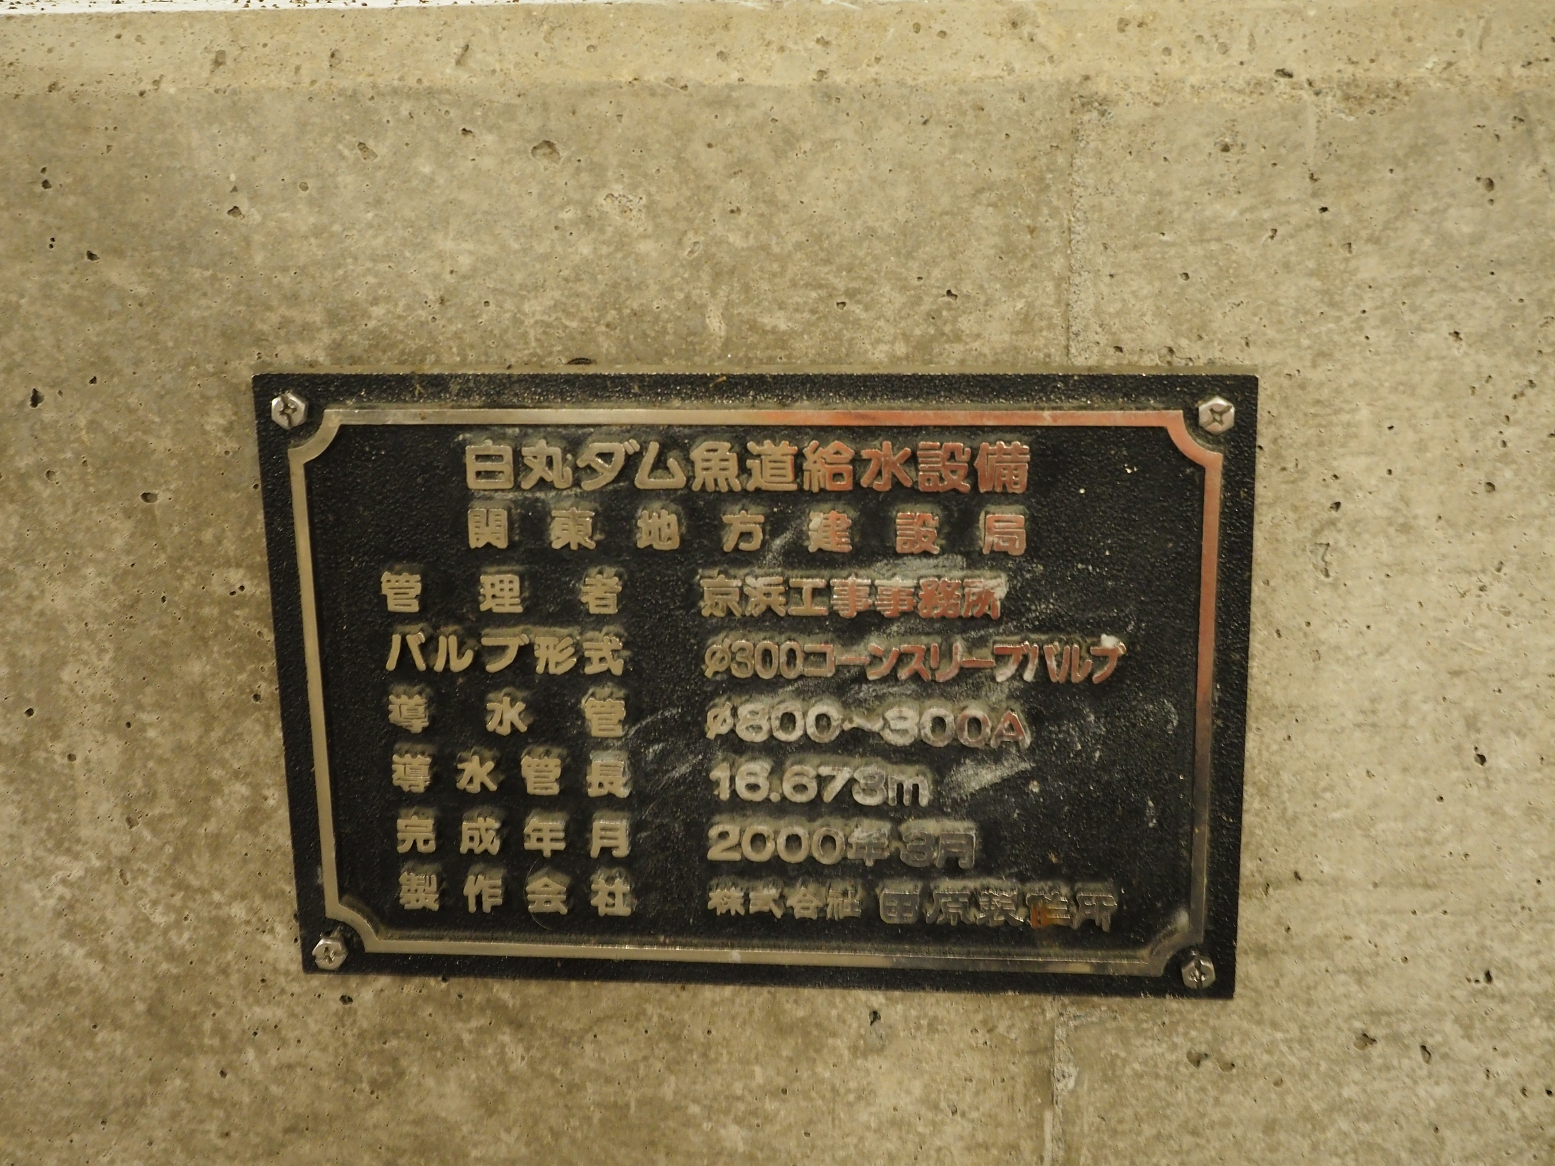 白丸ダム魚道給水設備
関東地方建設局
管理者 京浜工事事務所
バルブ形式 φ300コーンスリーブバルブ
導水管 φ800～300A
導水管長 16.673m
完成年月 2000年3月
製作会社 株式会社 田原製作所